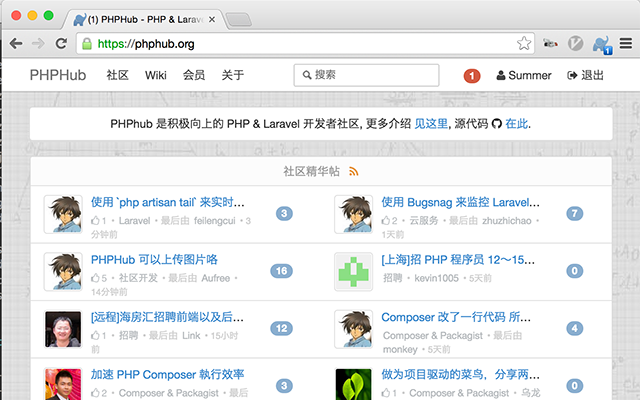 (1) PHPHub - PHP & Larav
https://phphub.org
1
PHPHub 社区 Wiki 会员 关于 搜索 1 Summer 退出
PHPhub 是积极向上的 PHP & Laravel 开发者社区, 更多介绍 见这里, 源代码 在此.
社区精华帖
使用 `php artisan tail` 来实时...
1 • Laravel • 最后由 feilengcui • 3
分钟前
3
使用 Bugsnag 来监控 Laravel...
2 • 云服务 • 最后由 zhuzhichao •
1天前
7
PHPHub 可以上传图片咯
5 • 社区开发 • 最后由 Aufree •
14分钟前
16
[上海]招 PHP 程序员 12～15...
招聘 • kevin1005 • 5天前
0
[远程]海房汇招聘前端以及后...
1 • 招聘 • 最后由 Link • 15小时
前
12
Composer 改了一行代码 所...
Composer & Packagist • 最后由
monkey • 5天前
4
加速 PHP Composer 執行效率
2 • Composer & Packagist • 最后
3
做为项目驱动的菜鸟，分享两...
1 • Composer & Packagist • 乌龙
0